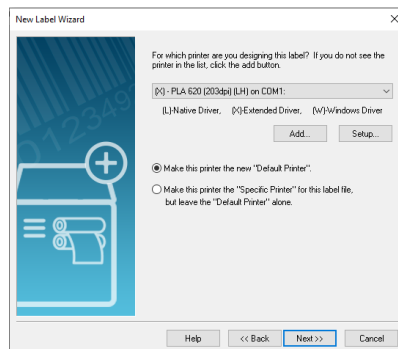 New Label Wizard
For which printer are you designing this label? If you do not see the
printer in the list, click the add button.
(X) - PLA 620 (203dpi) (LH) on COM1:
(L)-Native Driver, (X)-Extended Driver, (W)-Windows Driver
Add... Setup...
Make this printer the new "Default Printer".
Make this printer the "Specific Printer" for this label file,
but leave the "Default Printer" alone.
Help << Back Next >> Cancel